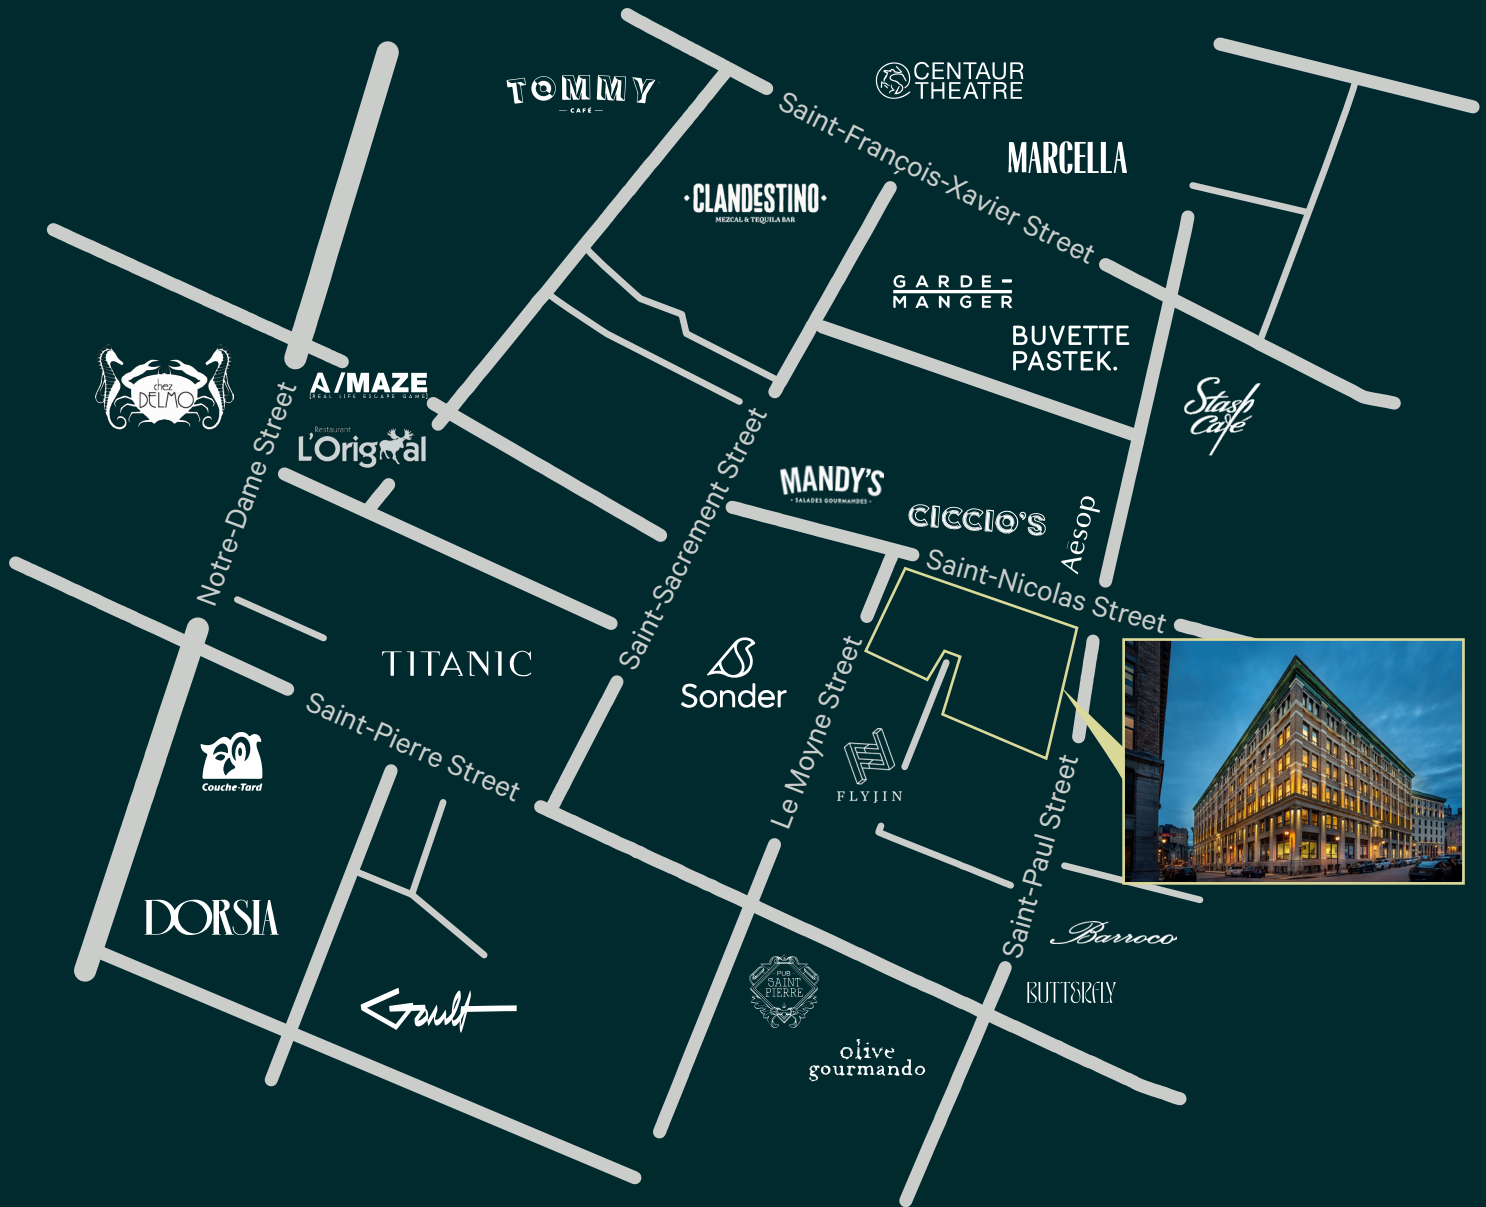 TOMMY
— CAFÉ —
CENTAUR
THEATRE
Saint-François-Xavier Street
MARCELLA
CLANDESTINO
MEZCAL & TEQUILA BAR
GARDE-
MANGER
BUVETTE
PASTEK.
chez
DELMO
A/MAZE
[REAL LIFE ESCAPE GAME]
Restaurant
L'Original
Stash
Café
Notre-Dame Street
Saint-Sacrement Street
MANDY'S
• SALADES GOURMANDES •
CICCIO'S
Aesop
Saint-Nicolas Street
TITANIC
Sonder
Le Moyne Street
Saint-Pierre Street
Couche-Tard
FLYJIN
Saint-Paul Street
DORSIA
Barroco
PUB
SAINT
PIERRE
BUTTERFLY
Gault
olive
gourmando